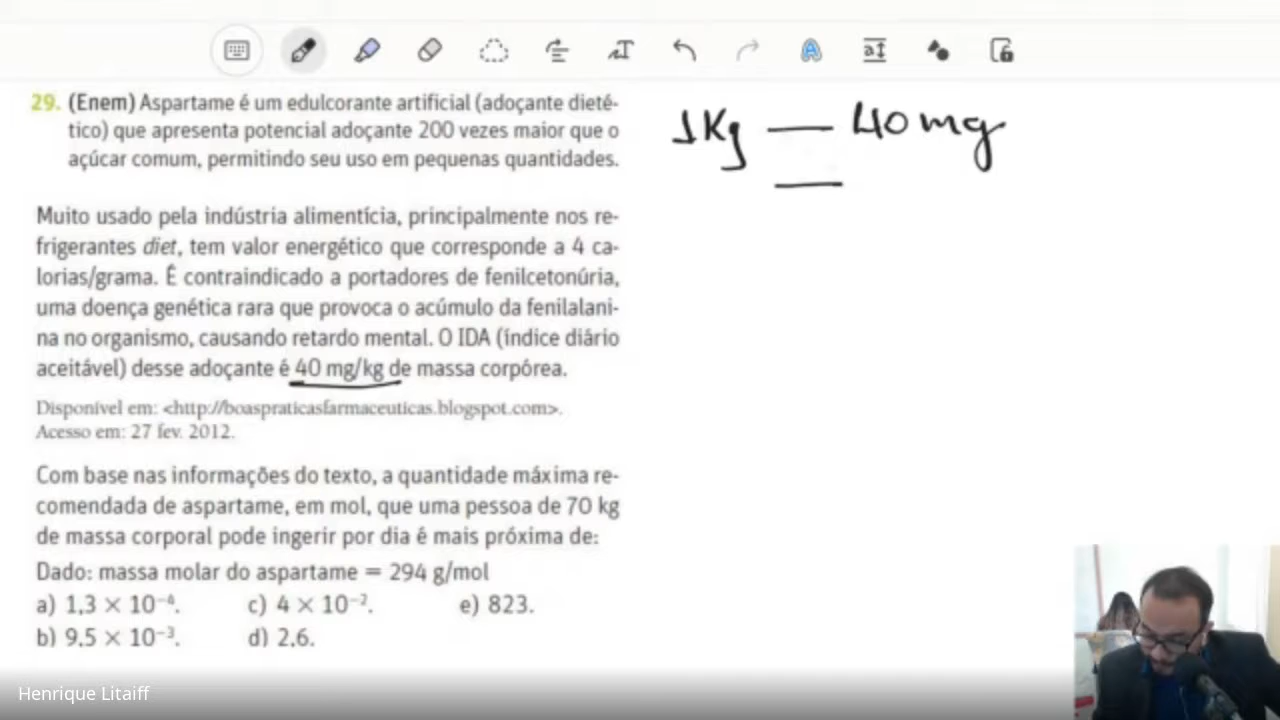 29. (Enem) Aspartame é um edulcorante artificial (adoçante dieté-
tico) que apresenta potencial adoçante 200 vezes maior que o
açúcar comum, permitindo seu uso em pequenas quantidades.
1Kg — 40mg
Muito usado pela indústria alimentícia, principalmente nos re-
frigerantes diet, tem valor energético que corresponde a 4 ca-
lorias/grama. É contraindicado a portadores de fenilcetonúria,
uma doença genética rara que provoca o acúmulo da fenilalani-
na no organismo, causando retardo mental. O IDA (índice diário
aceitável) desse adoçante é 40 mg/kg de massa corpórea.
Disponível em: <http://boaspraticasfarmaceuticas.blogspot.com>.
Acesso em: 27 fev. 2012.
Com base nas informações do texto, a quantidade máxima re-
comendada de aspartame, em mol, que uma pessoa de 70 kg
de massa corporal pode ingerir por dia é mais próxima de:
Dado: massa molar do aspartame = 294 g/mol
a) 1,3 × 10⁻⁴. c) 4 × 10⁻². e) 823.
b) 9,5 × 10⁻³. d) 2,6.
Henrique Litaiff